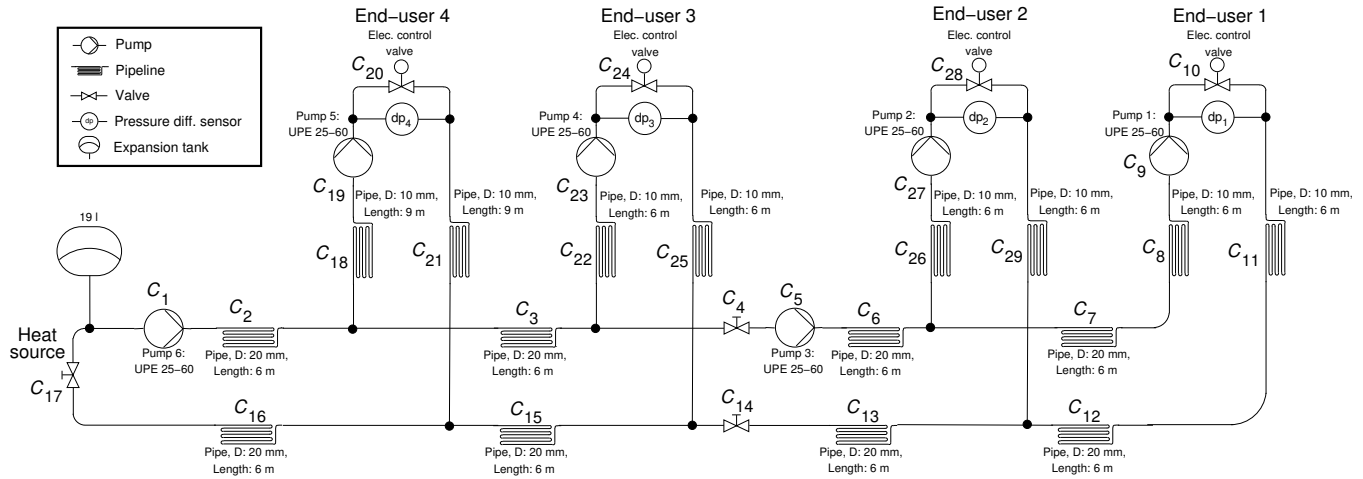 End–user 4
Elec. control
valve
End–user 3
Elec. control
valve
End–user 2
Elec. control
valve
End–user 1
Elec. control
valve
Pump
Pipeline
Valve
dp
Pressure diff. sensor
Expansion tank
C20
C24
C28
C10
Pump 5:
UPE 25–60
dp4
Pump 4:
UPE 25–60
dp3
Pump 2:
UPE 25–60
dp2
Pump 1:
UPE 25–60
dp1
C19
C23
C27
C9
Pipe, D: 10 mm,
Length: 9 m
Pipe, D: 10 mm,
Length: 9 m
Pipe, D: 10 mm,
Length: 6 m
Pipe, D: 10 mm,
Length: 6 m
Pipe, D: 10 mm,
Length: 6 m
Pipe, D: 10 mm,
Length: 6 m
Pipe, D: 10 mm,
Length: 6 m
Pipe, D: 10 mm,
Length: 6 m
19 l
C18
C21
C22
C25
C26
C29
C8
C11
C1
C2
C3
C4
C5
C6
C7
Heat
source
Pump 6:
UPE 25–60
Pipe, D: 20 mm,
Length: 6 m
Pipe, D: 20 mm,
Length: 6 m
Pump 3:
UPE 25–60
Pipe, D: 20 mm,
Length: 6 m
Pipe, D: 20 mm,
Length: 6 m
C17
C16
C15
C14
C13
C12
Pipe, D: 20 mm,
Length: 6 m
Pipe, D: 20 mm,
Length: 6 m
Pipe, D: 20 mm,
Length: 6 m
Pipe, D: 20 mm,
Length: 6 m